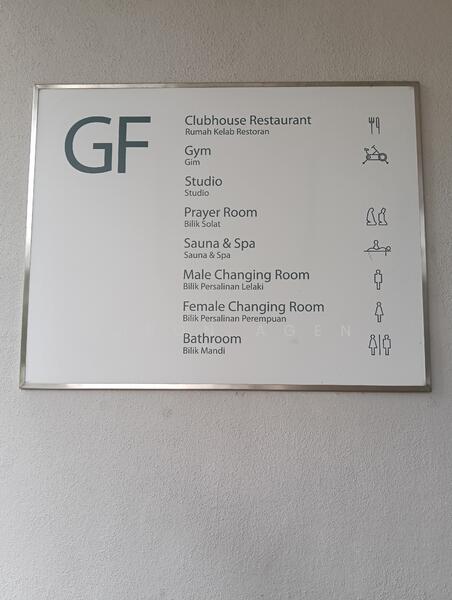 GF
Clubhouse Restaurant
Rumah Kelab Restoran
Gym
Gim
Studio
Studio
Prayer Room
Bilik Solat
Sauna & Spa
Sauna & Spa
Male Changing Room
Bilik Persalinan Lelaki
Female Changing Room
Bilik Persalinan Perempuan
Bathroom
Bilik Mandi